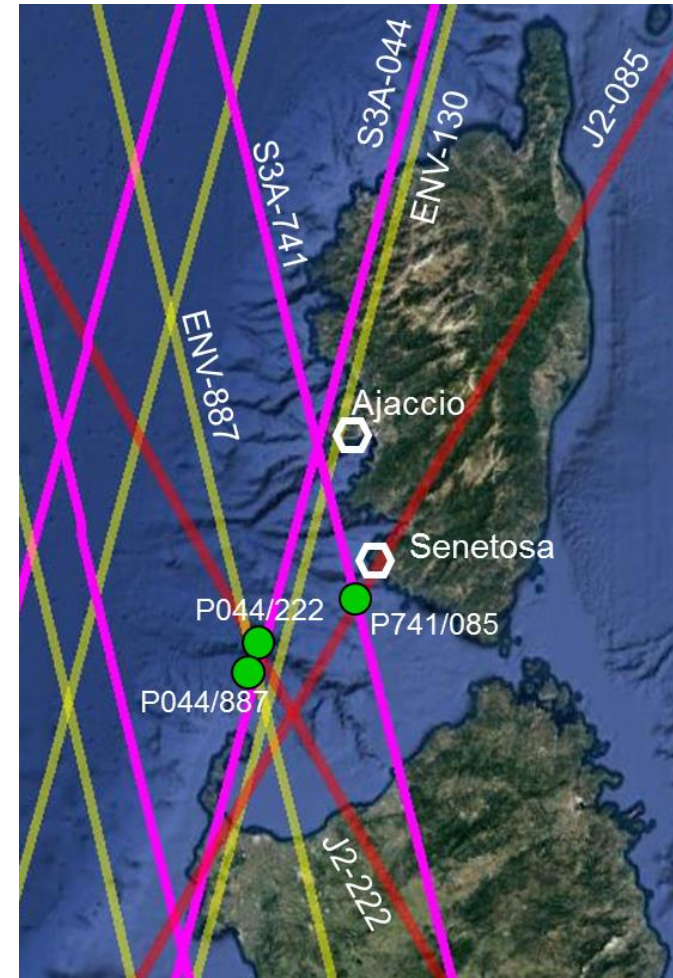 S3A-044
ENV-130
J2-085
S3A-741
ENV-887
Ajaccio
Senetosa
P044/222
P741/085
P044/887
J2-222